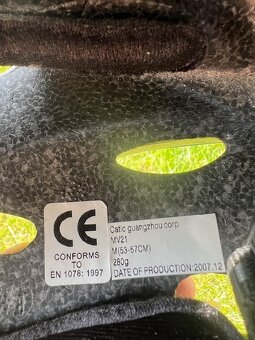 CE
CONFORMS
TO
EN 1078: 1997
Catic guangzhou corp
MV21
M(53-57CM)
280g
DATE OF PRODUCTION:2007.12